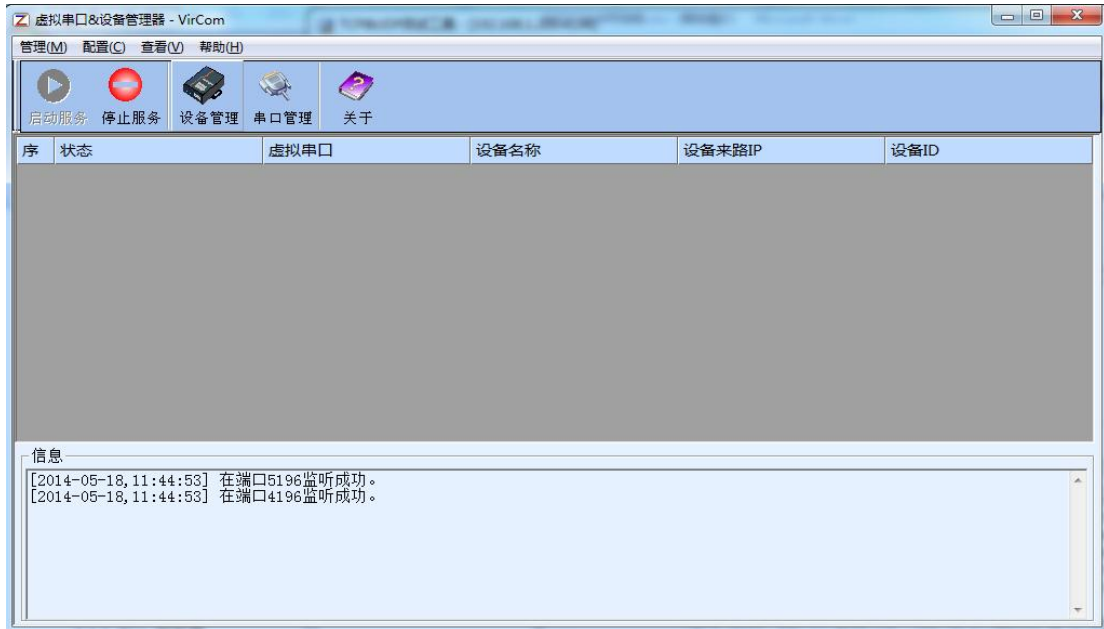 虚拟串口&设备管理器 - VirCom
管理(M) 配置(C) 查看(V) 帮助(H)
启动服务 停止服务 设备管理 串口管理 关于
序 状态 虚拟串口 设备名称 设备来路IP 设备ID
信息
[2014-05-18,11:44:53] 在端口5196监听成功。
[2014-05-18,11:44:53] 在端口4196监听成功。